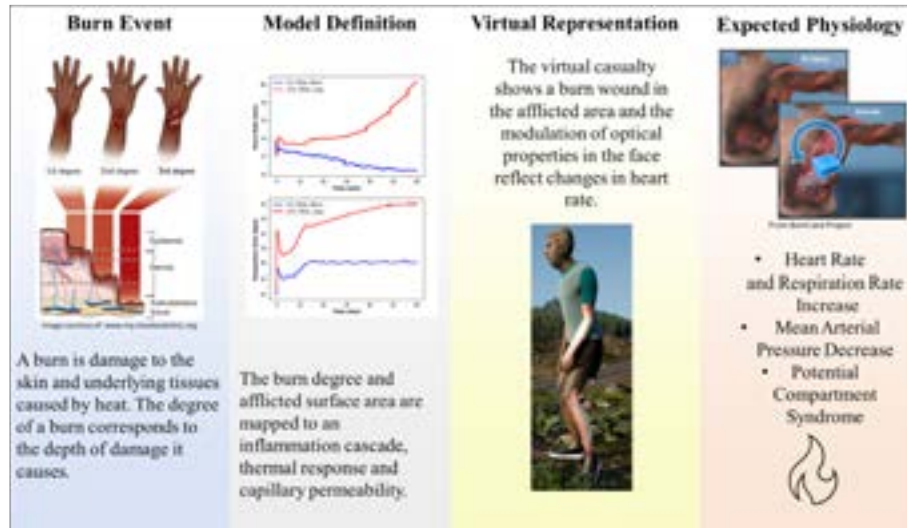 Burn Event
1st degree 2nd degree 3rd degree
A burn is damage to the
skin and underlying tissues
caused by heat. The degree
of a burn corresponds to
the depth of damage it
causes.
Model Definition
The burn degree and
afflicted surface area are
mapped to an
inflammation cascade,
thermal response and
capillary permeability.
Virtual Representation
The virtual casualty
shows a burn wound in
the afflicted area and the
modulation of optical
properties in the face
reflect changes in heart
rate.
Expected Physiology
• Heart Rate
and Respiration Rate
Increase
• Mean Arterial
Pressure Decrease
• Potential
Compartment
Syndrome